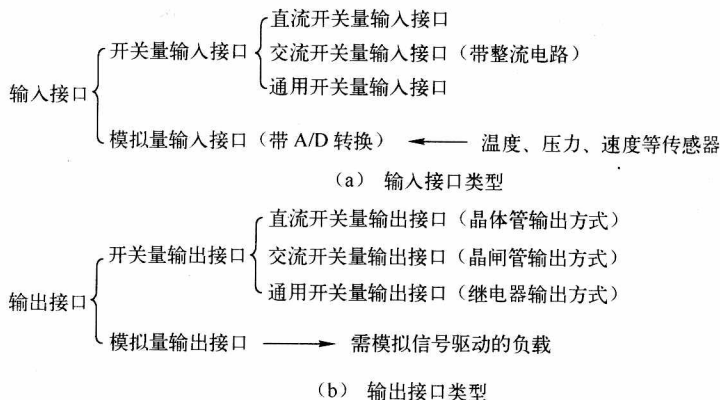 直流开关量输入接口
开关量输入接口 交流开关量输入接口（带整流电路）
通用开关量输入接口
输入接口
模拟量输入接口（带 A/D 转换） 温度、压力、速度等传感器
（a） 输入接口类型
直流开关量输出接口（晶体管输出方式）
开关量输出接口 交流开关量输出接口（晶闸管输出方式）
通用开关量输出接口（继电器输出方式）
输出接口
模拟量输出接口 需模拟信号驱动的负载
（b） 输出接口类型